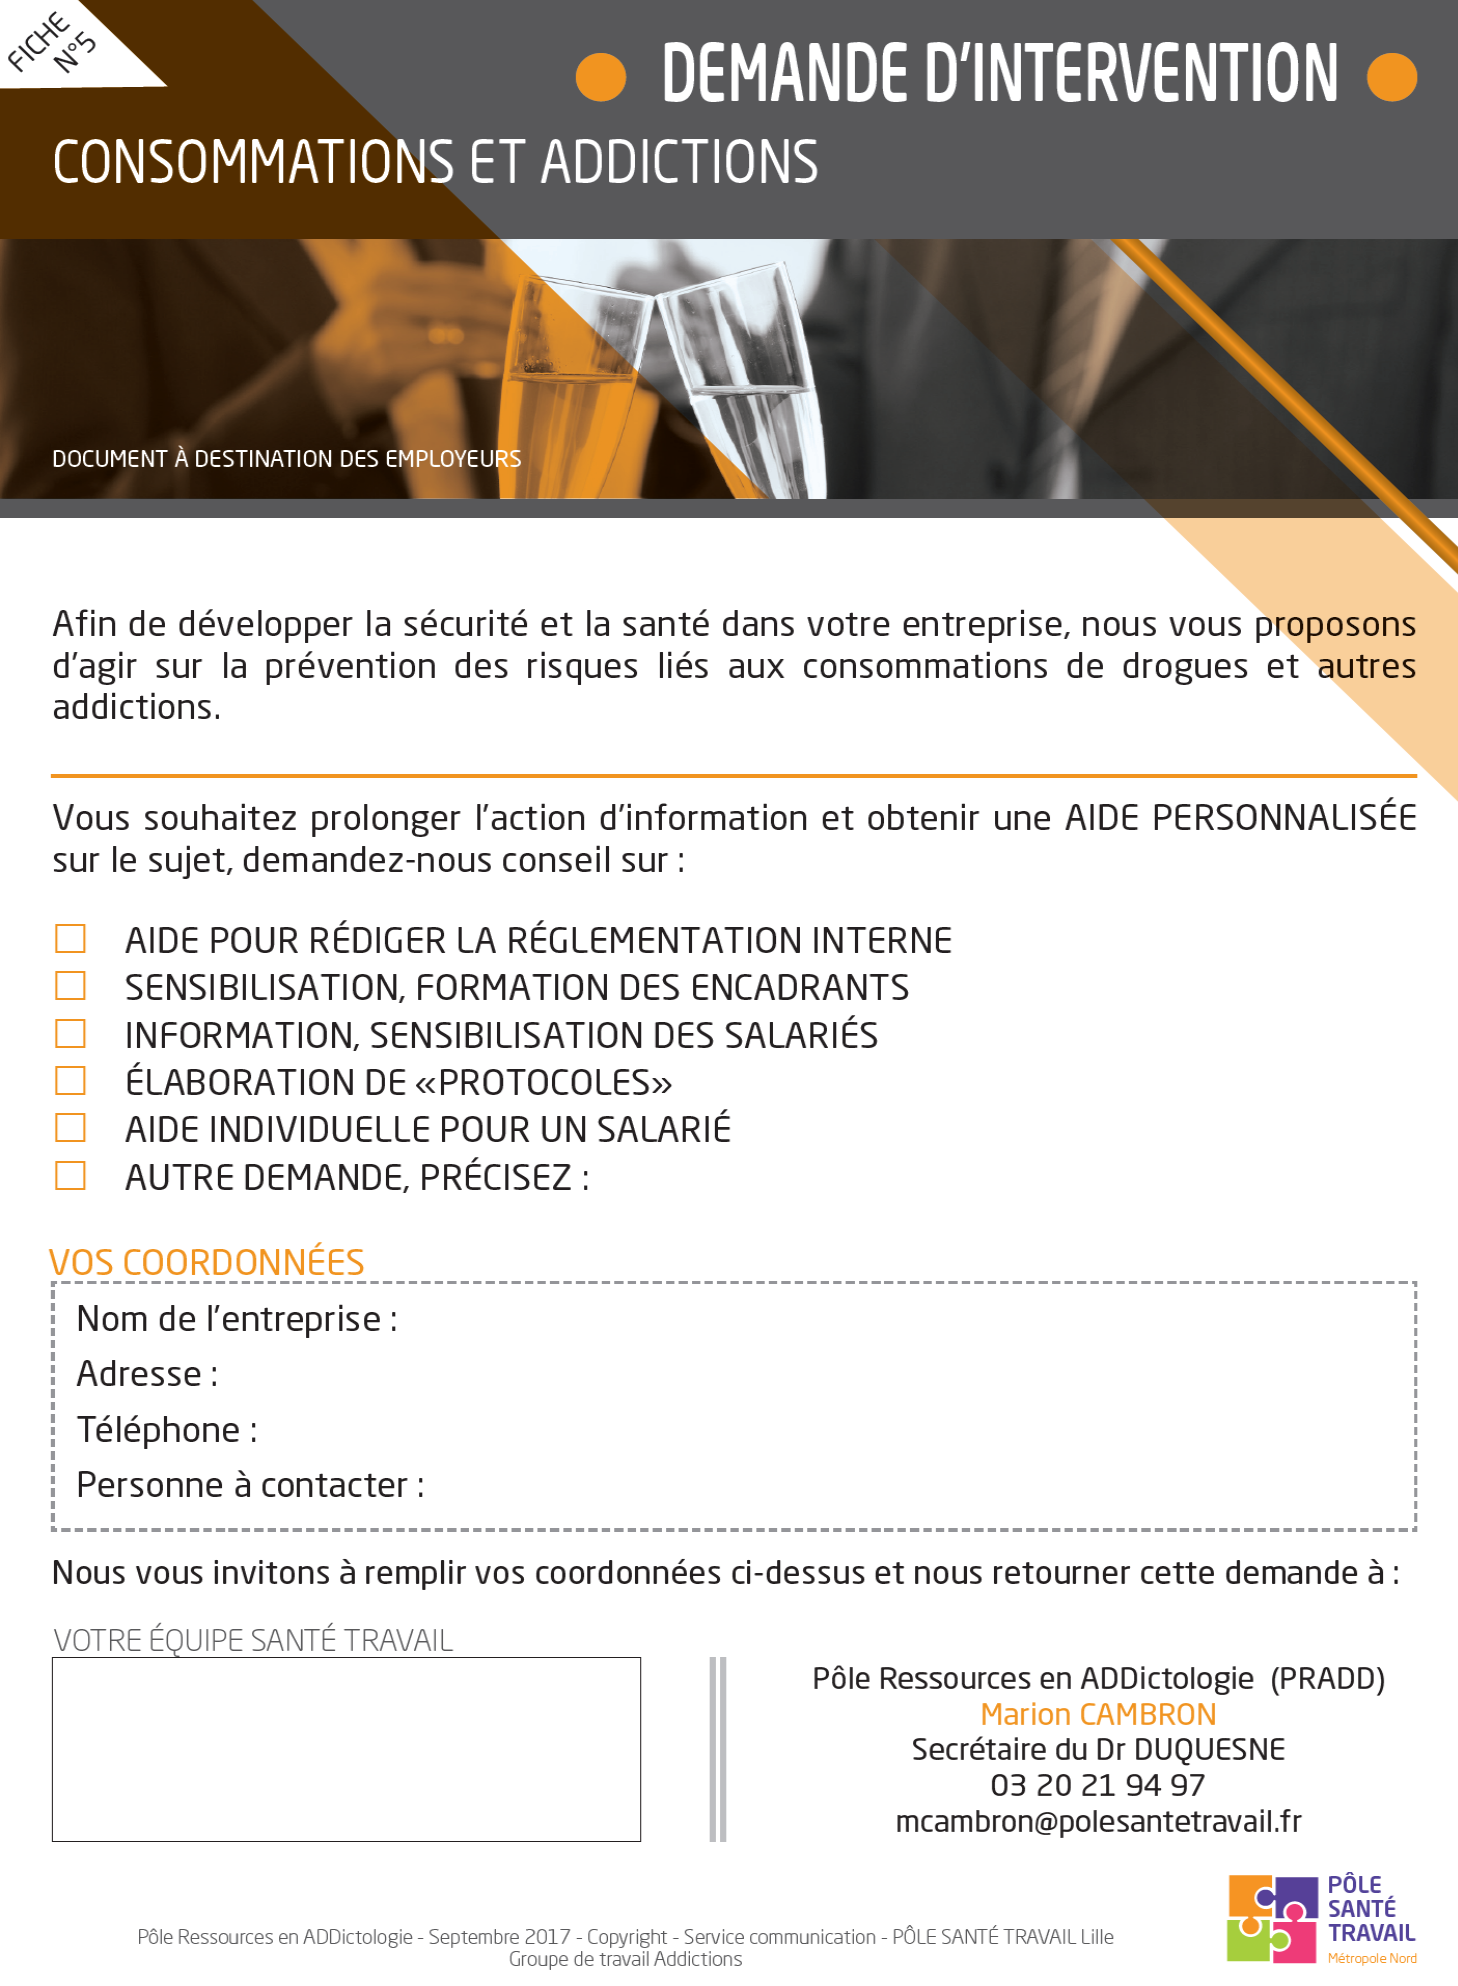 FICHE
N°5
DEMANDE D'INTERVENTION
CONSOMMATIONS ET ADDICTIONS
DOCUMENT À DESTINATION DES EMPLOYEURS
Afin de développer la sécurité et la santé dans votre entreprise, nous vous proposons
d'agir sur la prévention des risques liés aux consommations de drogues et autres
addictions.
Vous souhaitez prolonger l'action d'information et obtenir une AIDE PERSONNALISÉE
sur le sujet, demandez-nous conseil sur :
AIDE POUR RÉDIGER LA RÉGLEMENTATION INTERNE
SENSIBILISATION, FORMATION DES ENCADRANTS
INFORMATION, SENSIBILISATION DES SALARIÉS
ÉLABORATION DE «PROTOCOLES»
AIDE INDIVIDUELLE POUR UN SALARIÉ
AUTRE DEMANDE, PRÉCISEZ :
VOS COORDONNÉES
Nom de l'entreprise :
Adresse :
Téléphone :
Personne à contacter :
Nous vous invitons à remplir vos coordonnées ci-dessus et nous retourner cette demande à :
VOTRE ÉQUIPE SANTÉ TRAVAIL
Pôle Ressources en ADDictologie (PRADD)
Marion CAMBRON
Secrétaire du Dr DUQUESNE
03 20 21 94 97
mcambron@polesantetravail.fr
Pôle Ressources en ADDictologie - Septembre 2017 - Copyright - Service communication - PÔLE SANTÉ TRAVAIL Lille
Groupe de travail Addictions
PÔLE
SANTÉ
TRAVAIL
Métropole Nord